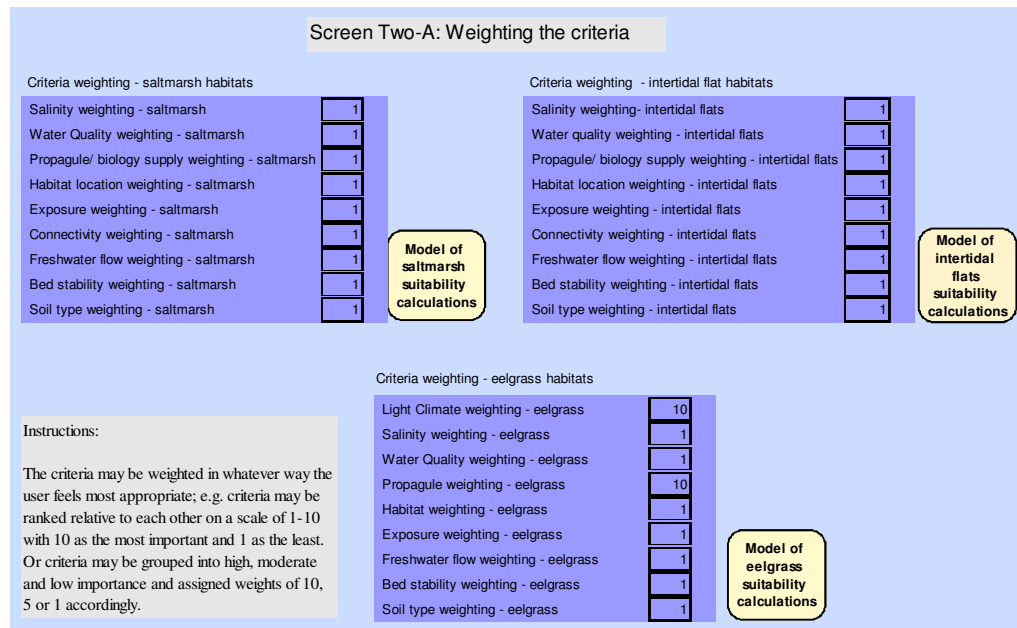 Screen Two-A: Weighting the criteria
Criteria weighting - saltmarsh habitats
Salinity weighting - saltmarsh 1
Water Quality weighting - saltmarsh 1
Propagule/ biology supply weighting - saltmarsh 1
Habitat location weighting - saltmarsh 1
Exposure weighting - saltmarsh 1
Connectivity weighting - saltmarsh 1
Freshwater flow weighting - saltmarsh 1
Bed stability weighting - saltmarsh 1
Soil type weighting - saltmarsh 1
Model of
saltmarsh
suitability
calculations
Criteria weighting  - intertidal flat habitats
Salinity weighting- intertidal flats 1
Water quality weighting - intertidal flats 1
Propagule/ biology supply weighting - intertidal flats 1
Habitat location weighting - intertidal flats 1
Exposure weighting - intertidal flats 1
Connectivity weighting - intertidal flats 1
Freshwater flow weighting - intertidal flats 1
Bed stability weighting - intertidal flats 1
Soil type weighting - intertidal flats 1
Model of
intertidal
flats
suitability
calculations
Instructions:
The criteria may be weighted in whatever way the
user feels most appropriate; e.g. criteria may be
ranked relative to each other on a scale of 1-10
with 10 as the most important and 1 as the least.
Or criteria may be grouped into high, moderate
and low importance and assigned weights of 10,
5 or 1 accordingly.
Criteria weighting - eelgrass habitats
Light Climate weighting - eelgrass 10
Salinity weighting - eelgrass 1
Water Quality weighting - eelgrass 1
Propagule weighting - eelgrass 10
Habitat weighting - eelgrass 1
Exposure weighting - eelgrass 1
Freshwater flow weighting - eelgrass 1
Bed stability weighting - eelgrass 1
Soil type weighting - eelgrass 1
Model of
eelgrass
suitability
calculations